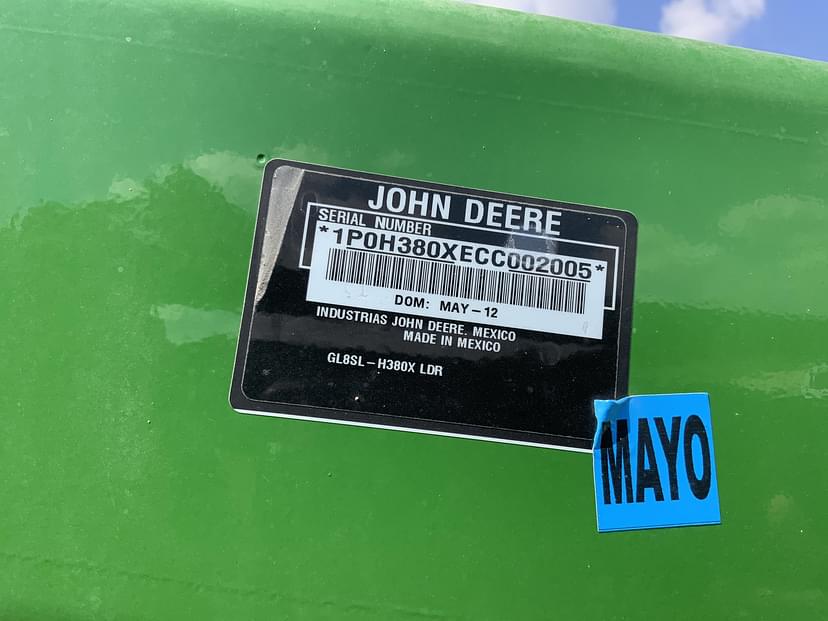 JOHN DEERE
SERIAL NUMBER
*1P0H380XECC002005*
DOM: MAY-12
INDUSTRIAS JOHN DEERE. MEXICO
MADE IN MEXICO
GL8SL-H380X LDR
MAYO